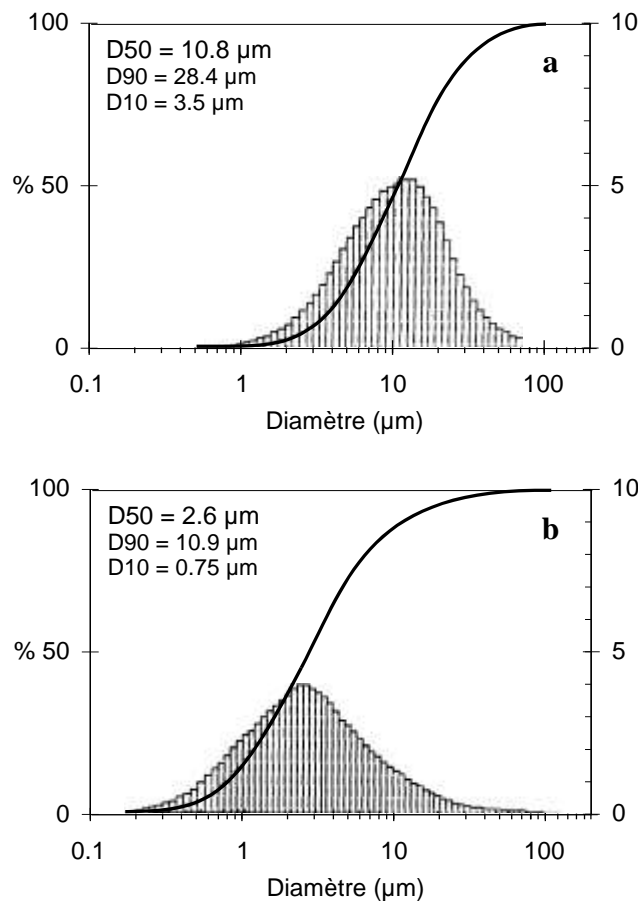 100
10
D50 = 10.8 µm
D90 = 28.4 µm
D10 = 3.5 µm
a
% 50
5
0
0
0.1 1 10 100
Diamètre (µm)
100
10
D50 = 2.6 µm
D90 = 10.9 µm
D10 = 0.75 µm
b
% 50
5
0
0
0.1 1 10 100
Diamètre (µm)